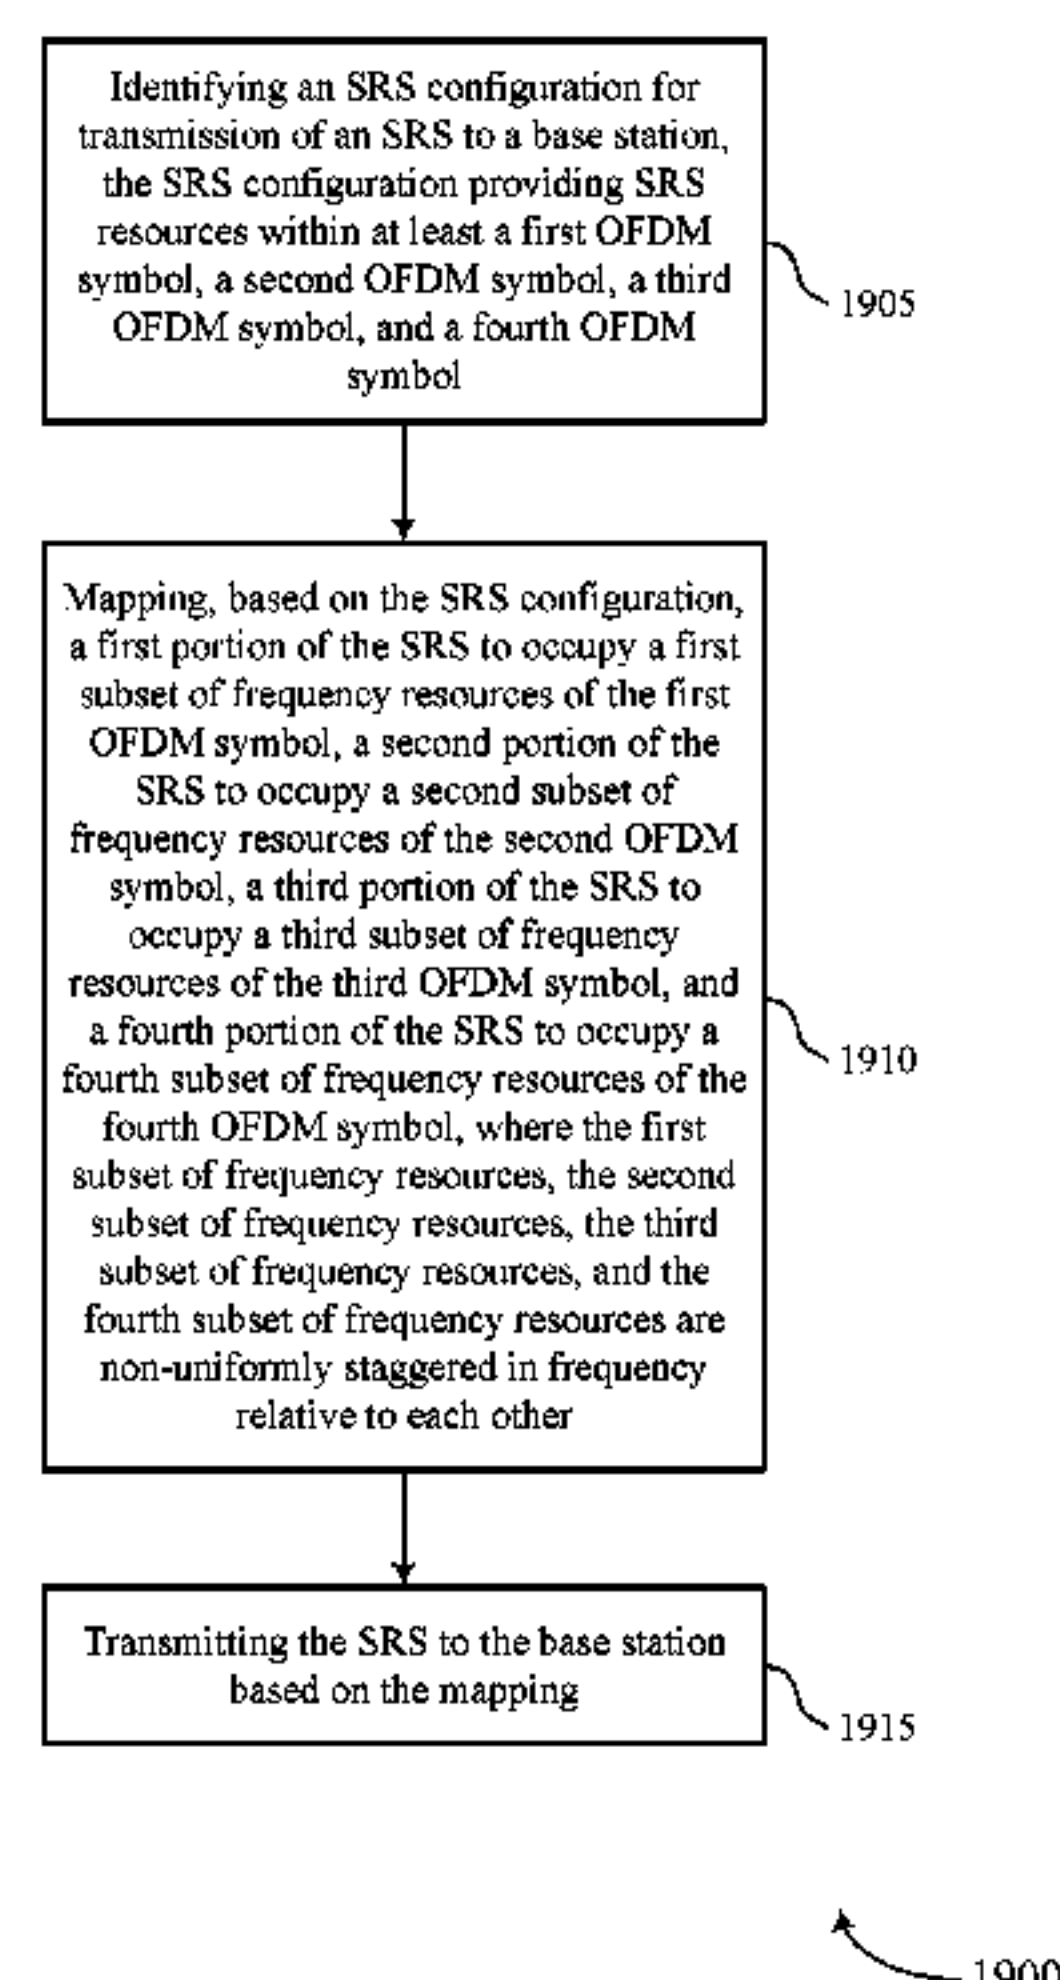 Identifying an SRS configuration for
transmission of an SRS to a base station,
the SRS configuration providing SRS
resources within at least a first OFDM
symbol, a second OFDM symbol, a third
OFDM symbol, and a fourth OFDM
symbol
1905
Mapping, based on the SRS configuration,
a first portion of the SRS to occupy a first
subset of frequency resources of the first
OFDM symbol, a second portion of the
SRS to occupy a second subset of
frequency resources of the second OFDM
symbol, a third portion of the SRS to
occupy a third subset of frequency
resources of the third OFDM symbol, and
a fourth portion of the SRS to occupy a
fourth subset of frequency resources of the
fourth OFDM symbol, where the first
subset of frequency resources, the second
subset of frequency resources, the third
subset of frequency resources, and the
fourth subset of frequency resources are
non-uniformly staggered in frequency
relative to each other
1910
Transmitting the SRS to the base station
based on the mapping
1915
1900